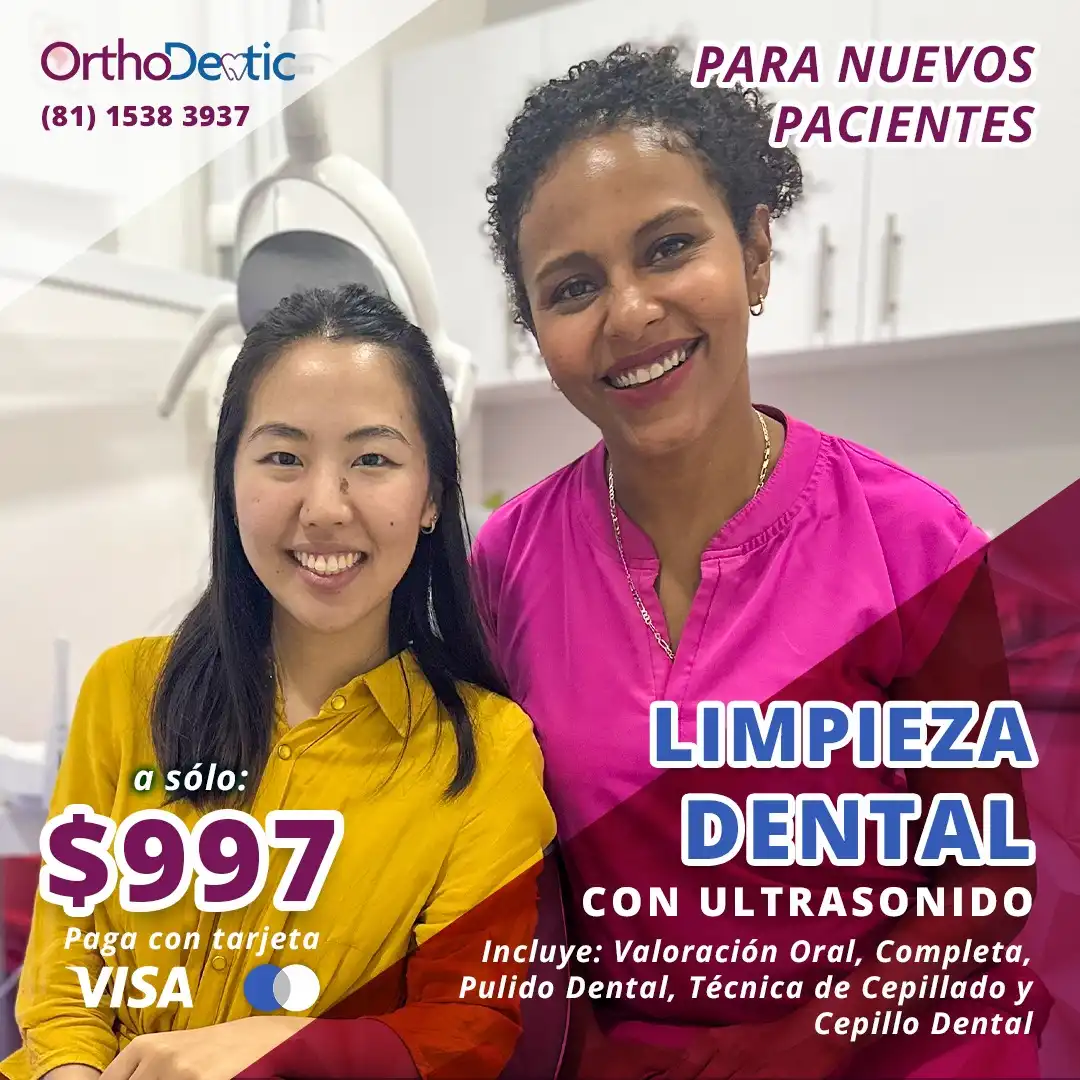 OrthoDentic
(81) 1538 3937
PARA NUEVOS
PACIENTES
a sólo:
$997
Paga con tarjeta
VISA
LIMPIEZA
DENTAL
CON ULTRASONIDO
Incluye: Valoración Oral, Completa,
Pulido Dental, Técnica de Cepillado y
Cepillo Dental